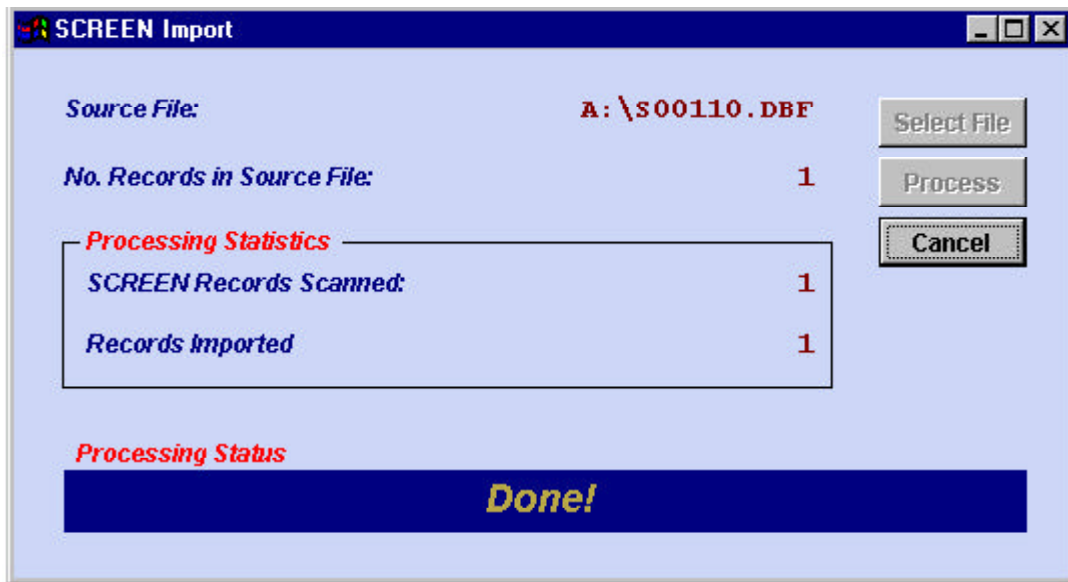 SCREEN Import
Source File: A:\S00110.DBF
Select File
No. Records in Source File: 1
Process
Processing Statistics
Cancel
SCREEN Records Scanned: 1
Records Imported 1
Processing Status
Done!